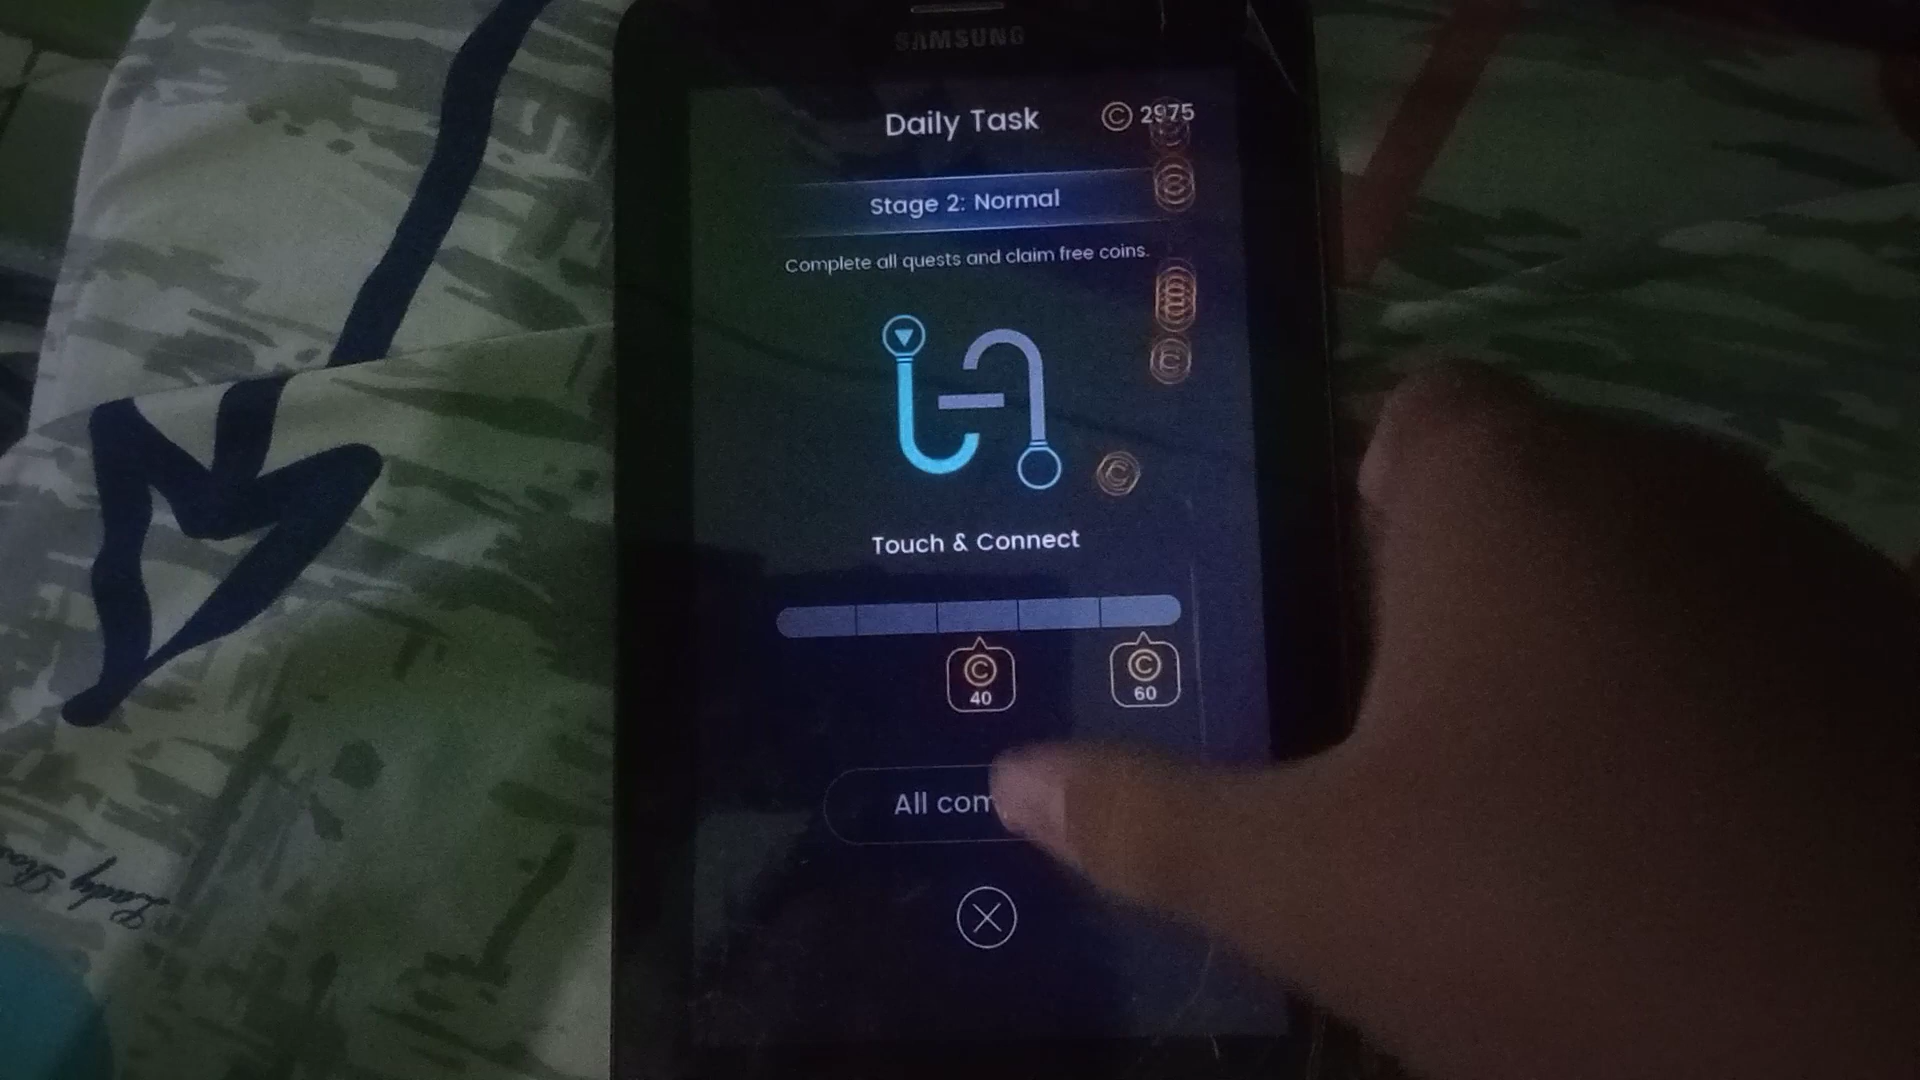 SAMSUNG
Daily Task
C 2975
Stage 2: Normal
Complete all quests and claim free coins.
Touch & Connect
C
40
C
60
All com
Lady